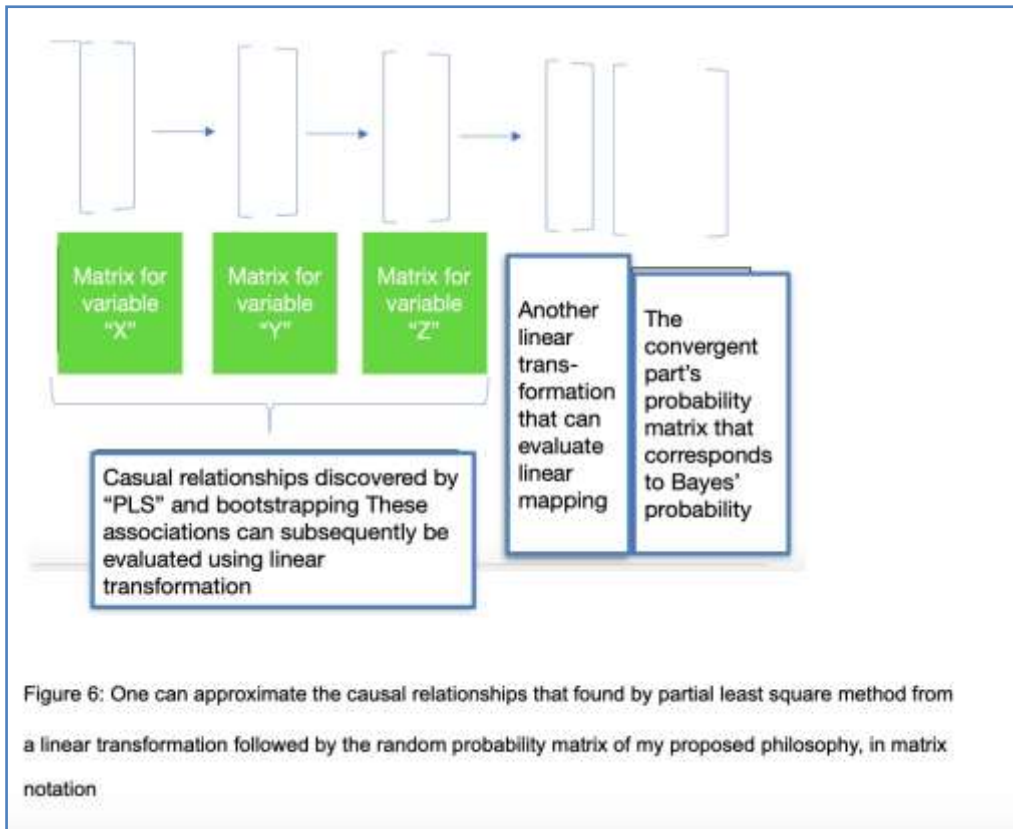 Matrix for
variable
“X”
Matrix for
variable
“Y”
Matrix for
variable
“Z”
Another
linear
trans-
formation
that can
evaluate
linear
mapping
The
convergent
part’s
probability
matrix that
corresponds
to Bayes’
probability
Casual relationships discovered by
“PLS” and bootstrapping These
associations can subsequently be
evaluated using linear
transformation
Figure 6: One can approximate the causal relationships that found by partial least square method from
a linear transformation followed by the random probability matrix of my proposed philosophy, in matrix
notation